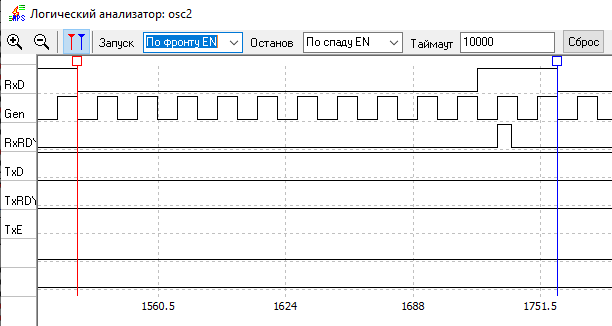 Логический анализатор: osc2
Запуск По фронту EN Останов По спаду EN Таймаут 10000 Сброс
RxD
Gen
RxRDY
TxD
TxRDY
TxE
1560.5 1624 1688 1751.5